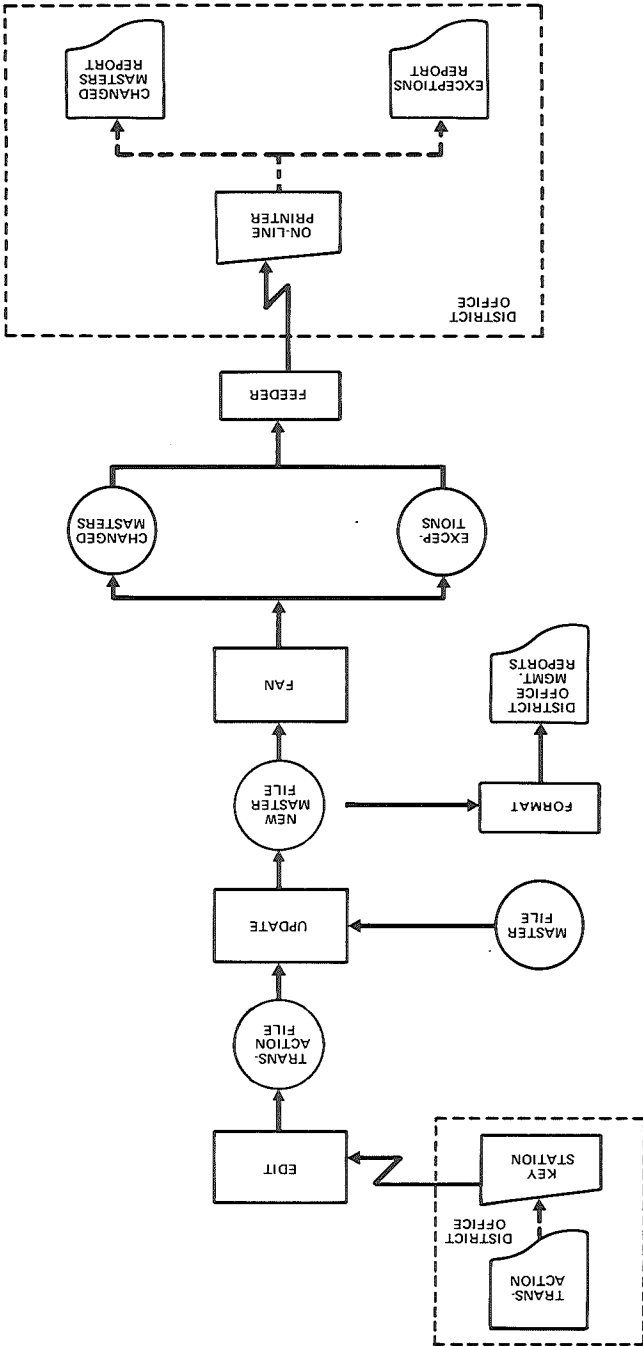 TRANS-
ACTION
DISTRICT
OFFICE
KEY
STATION
EDIT
TRANS-
ACTION
FILE
MASTER
FILE
UPDATE
FORMAT
NEW
MASTER
FILE
DISTRICT
OFFICE
MGMT.
REPORTS
FAN
EXCEP-
TIONS
CHANGED
MASTERS
FEEDER
DISTRICT
OFFICE
ON-LINE
PRINTER
EXCEPTIONS
REPORT
CHANGED
MASTERS
REPORT